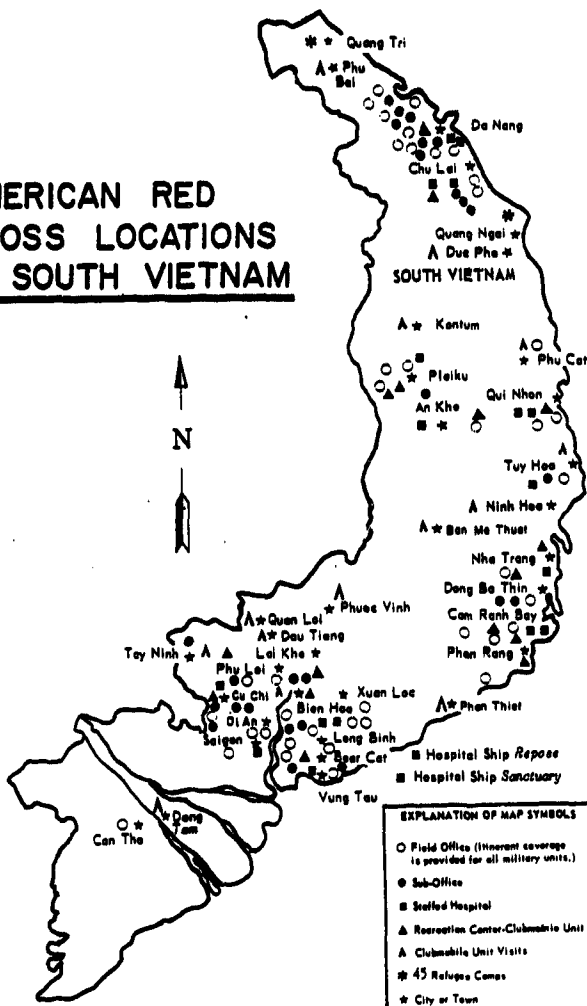 MERICAN RED
OSS LOCATIONS
SOUTH VIETNAM
N
Quang Tri
Phu
Bai
Da Nang
Chu Lai
Quang Ngai
Duc Pho
SOUTH VIETNAM
Kontum
Phu Cat
Pleiku
Qui Nhon
An Khe
Tuy Hoa
Ninh Hoa
Ban Me Thuot
Nha Trang
Dong Ba Thin
Cam Ranh Bay
Phan Rang
Phuoc Vinh
Quan Loi
Dau Tiang
Tay Ninh
Lai Khe
Phu Loi
Cu Chi
Xuan Loc
Phan Thiet
Bien Hoa
Di An
Saigon
Long Binh
Bear Cat
Vung Tau
Hospital Ship Repose
Hospital Ship Sanctuary
Dong
Tam
Can Tho
EXPLANATION OF MAP SYMBOLS
Field Office (Itinerant coverage
is provided for all military units.)
Sub-Office
Staffed Hospital
Recreation Center-Clubmobile Unit
Clubmobile Unit Visits
45 Refugee Camps
City or Town